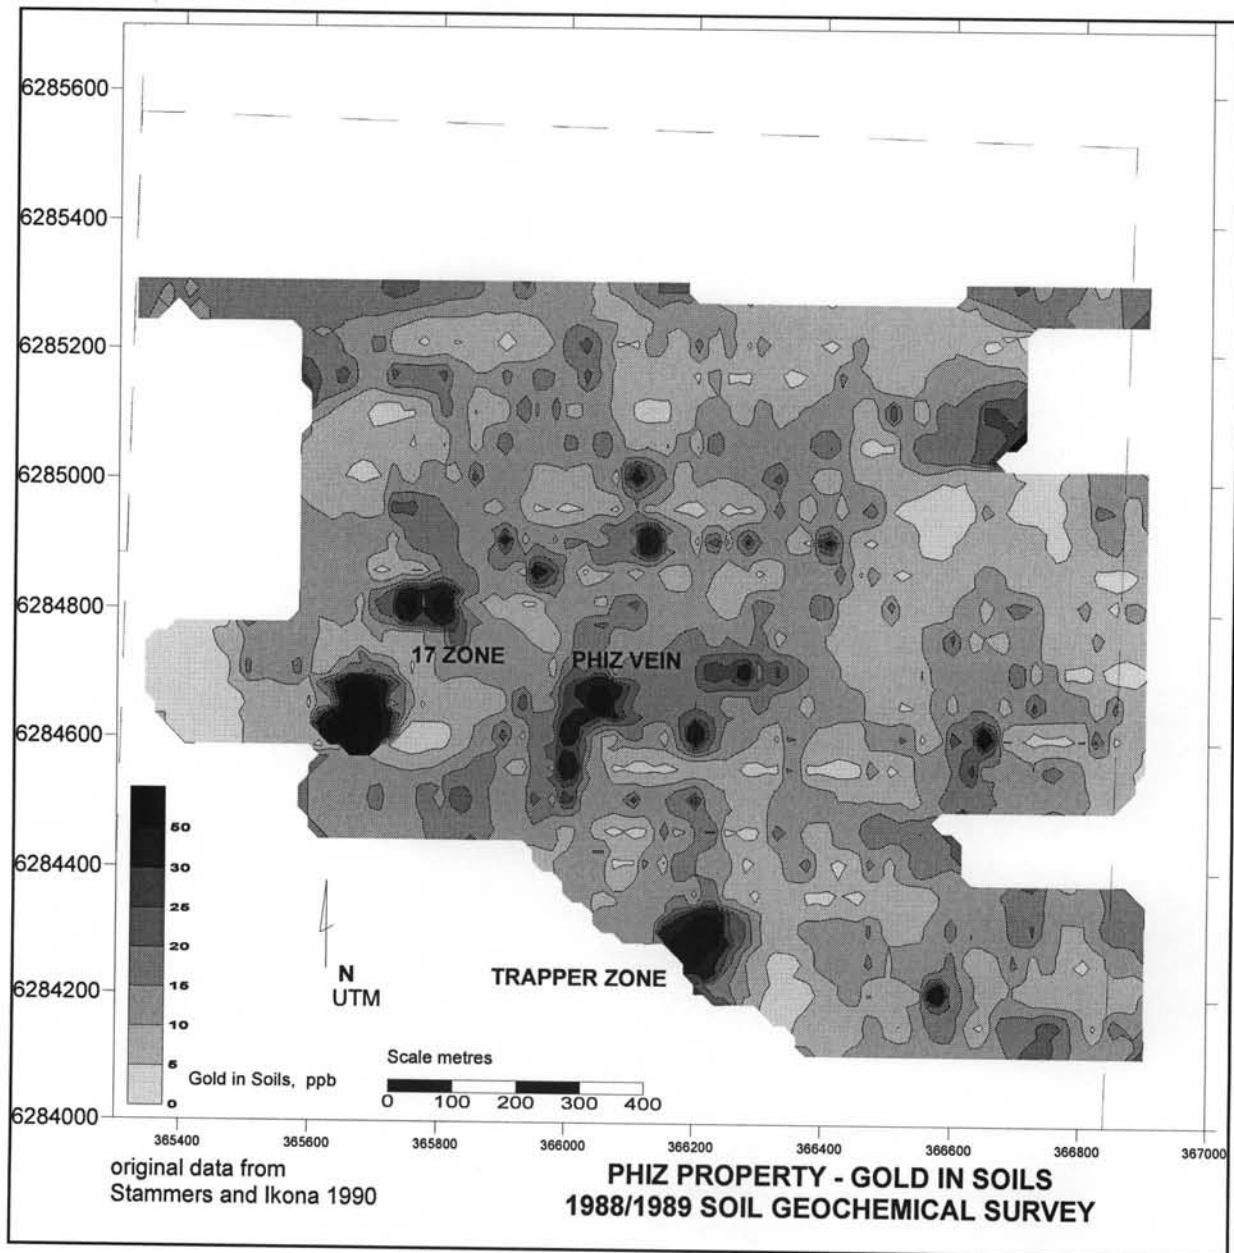 6285600
6285400
6285200
6285000
6284800
6284600
6284400
6284200
6284000
17 ZONE
PHIZ VEIN
TRAPPER ZONE
50
30
25
20
15
10
5
0
Gold in Soils, ppb
N
UTM
Scale metres
0 100 200 300 400
365400 365600 365800 366000 366200 366400 366600 366800 367000
original data from
Stammers and Ikona 1990
PHIZ PROPERTY - GOLD IN SOILS
1988/1989 SOIL GEOCHEMICAL SURVEY